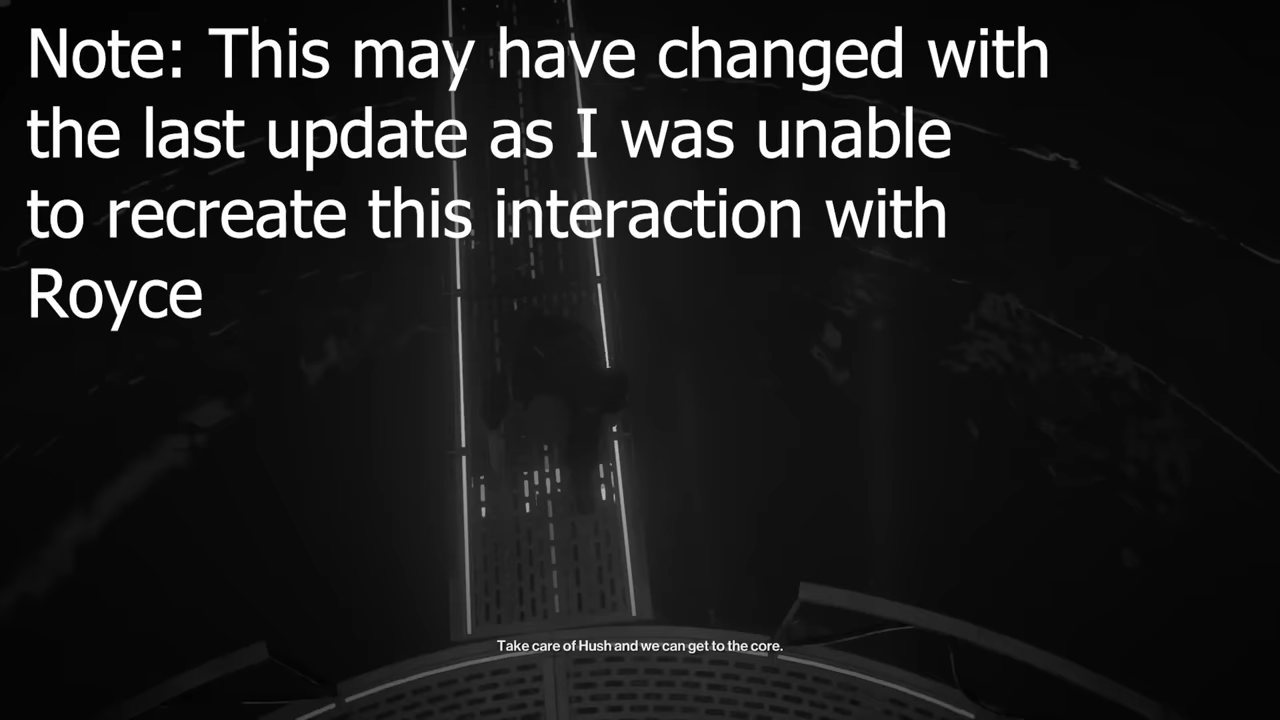 Note: This may have changed with
the last update as I was unable
to recreate this interaction with
Royce
Take care of Hush and we can get to the core.